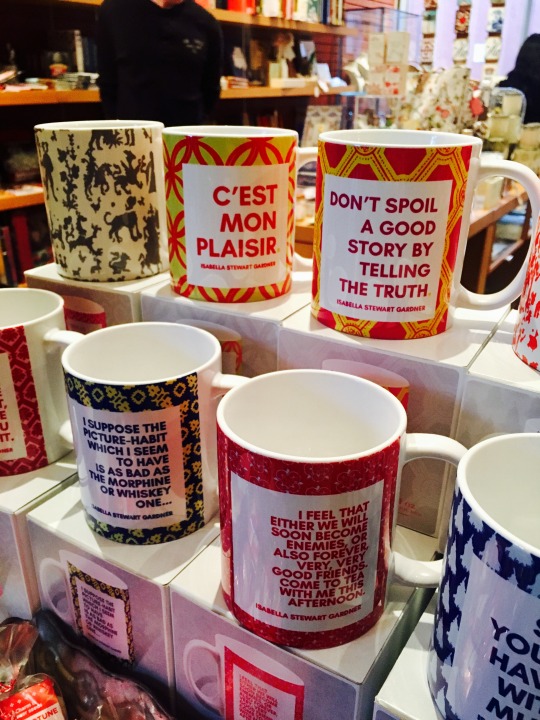 C'EST
MON
PLAISIR
ISABELLA STEWART GARDNER
DON'T SPOIL
A GOOD
STORY BY
TELLING
THE TRUTH.
ISABELLA STEWART GARDNER
I SUPPOSE THE
PICTURE-HABIT
WHICH I SEEM
TO HAVE
IS AS BAD AS
THE MORPHINE
OR WHISKEY
ONE...
ISABELLA STEWART GARDNER
I FEEL THAT
EITHER WE WILL
SOON BECOME
ENEMIES, OR
ALSO FOREVER
VERY, VERY
GOOD FRIENDS.
COME TO TEA
WITH ME THIS
AFTERNOON.
ISABELLA STEWART GARDNER
YOU
HAV
WIT